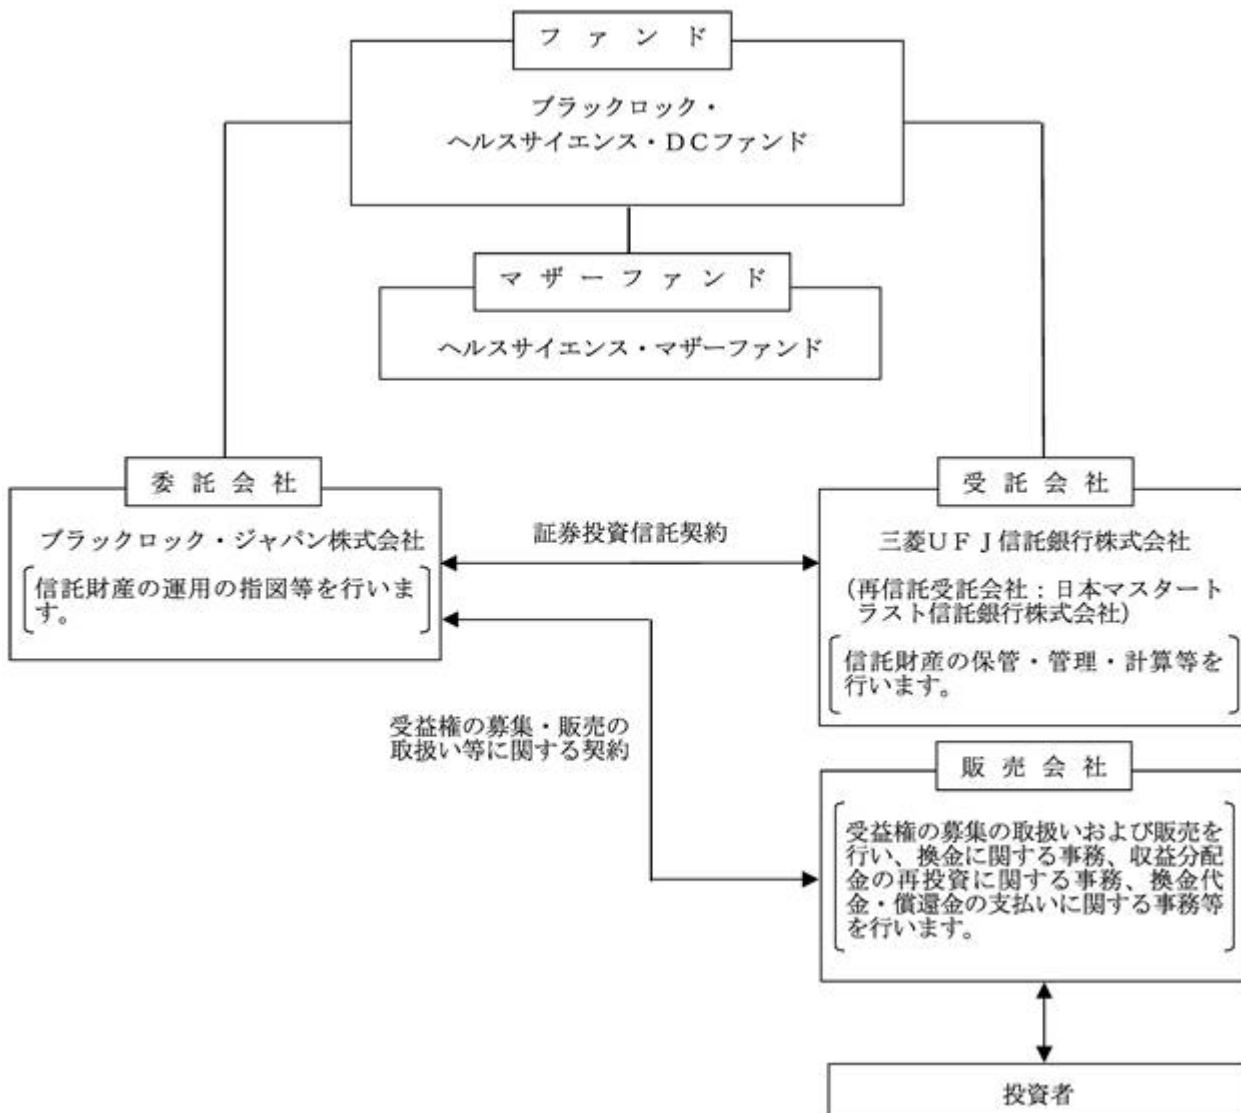 ファンド
ブラックロック・
ヘルスサイエンス・DCファンド
マザーファンド
ヘルスサイエンス・マザーファンド
委託会社
ブラックロック・ジャパン株式会社
信託財産の運用の指図等を行いま
す。
証券投資信託契約
受益権の募集・販売の
取扱い等に関する契約
受託会社
三菱UFJ信託銀行株式会社
(再信託受託会社:日本マスタート
ラスト信託銀行株式会社)
信託財産の保管・管理・計算等を
行います。
販売会社
受益権の募集の取扱いおよび販売を
行い、換金に関する事務、収益分配
金の再投資に関する事務、換金代
金・償還金の支払いに関する事務等
を行います。
投資者